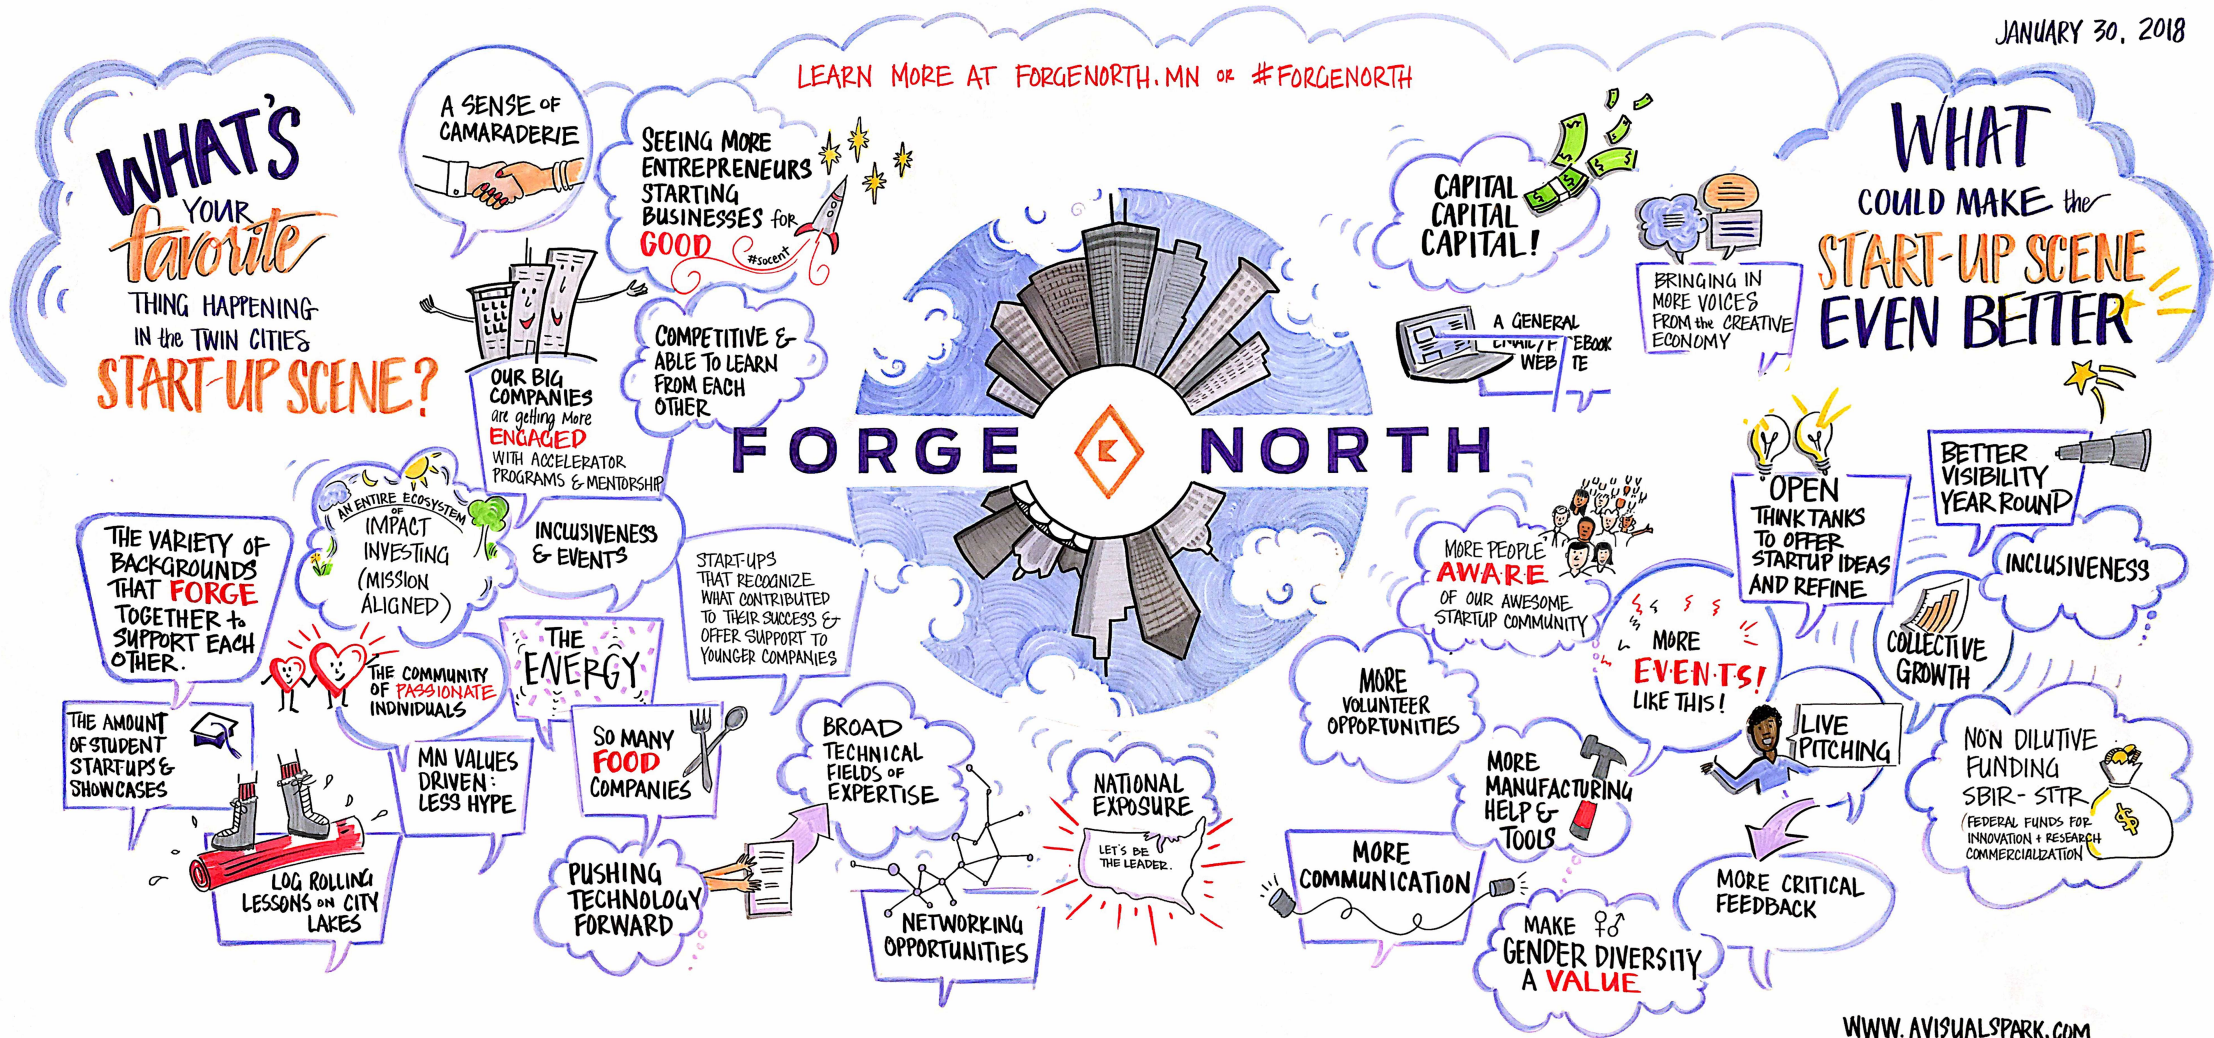 JANUARY 30, 2018
LEARN MORE AT FORGENORTH.MN OR #FORGENORTH
WHAT'S
YOUR
favorite
THING HAPPENING
IN the TWIN CITIES
START-UP SCENE?
A SENSE OF
CAMARADERIE
SEEING MORE
ENTREPRENEURS
STARTING
BUSINESSES for
GOOD
#socent
OUR BIG
COMPANIES
are getting More
ENGAGED
WITH ACCELERATOR
PROGRAMS & MENTORSHIP
COMPETITIVE &
ABLE TO LEARN
FROM EACH
OTHER
AN ENTIRE ECOSYSTEM
OF
IMPACT
INVESTING
(MISSION
ALIGNED)
INCLUSIVENESS
& EVENTS
THE VARIETY OF
BACKGROUNDS
THAT FORGE
TOGETHER to
SUPPORT EACH
OTHER.
START-UPS
THAT RECOGNIZE
WHAT CONTRIBUTED
TO THEIR SUCCESS &
OFFER SUPPORT TO
YOUNGER COMPANIES
THE COMMUNITY
OF PASSIONATE
INDIVIDUALS
THE
ENERGY
THE AMOUNT
OF STUDENT
START-UPS &
SHOWCASES
MN VALUES
DRIVEN:
LESS HYPE
SO MANY
FOOD
COMPANIES
BROAD
TECHNICAL
FIELDS OF
EXPERTISE
LOG ROLLING
LESSONS ON CITY
LAKES
PUSHING
TECHNOLOGY
FORWARD
NETWORKING
OPPORTUNITIES
NATIONAL
EXPOSURE
LET'S BE
THE LEADER.
FORGE NORTH
WHAT
COULD MAKE the
START-UP SCENE
EVEN BETTER
CAPITAL
CAPITAL
CAPITAL!
BRINGING IN
MORE VOICES
FROM the CREATIVE
ECONOMY
A GENERAL
WEB
MORE PEOPLE
AWARE
OF OUR AWESOME
STARTUP COMMUNITY
OPEN
THINK TANKS
TO OFFER
STARTUP IDEAS
AND REFINE
BETTER
VISIBILITY
YEAR ROUND
INCLUSIVENESS
MORE
EVENTS!
LIKE THIS!
COLLECTIVE
GROWTH
MORE
VOLUNTEER
OPPORTUNITIES
LIVE
PITCHING
MORE
MANUFACTURING
HELP &
TOOLS
NON DILUTIVE
FUNDING
SBIR - STTR
(FEDERAL FUNDS FOR
INNOVATION + RESEARCH
COMMERCIALIZATION
MORE
COMMUNICATION
MORE CRITICAL
FEEDBACK
MAKE ♀♂
GENDER DIVERSITY
A VALUE
WWW.AVISUALSPARK.COM